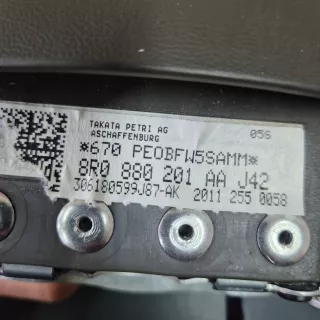 TAKATA PETRI AG 056
ASCHAFFENBURG
*670 PEOBFW5SAMM*
8R0 880 201 AA J42
306180599J87-AK 2011 255 0058